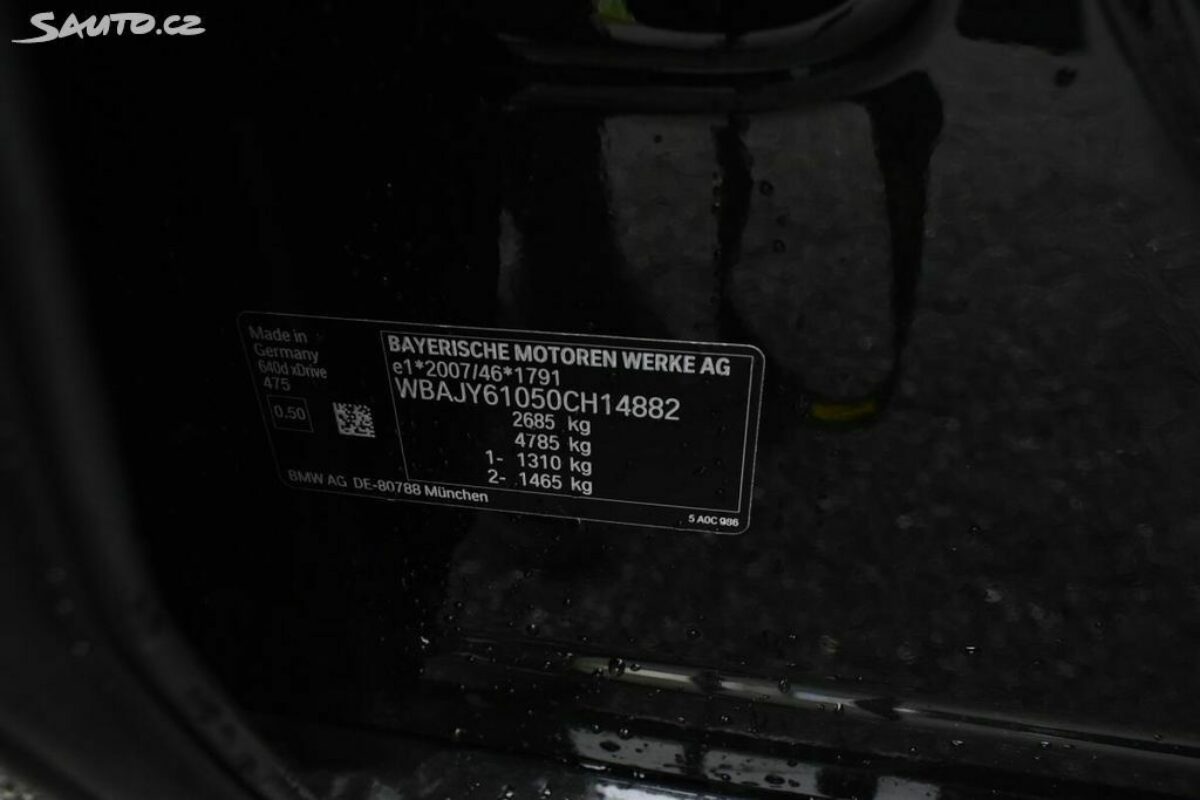 SAUTO.CZ
Made in
Germany
640d xDrive
475
0.50
BAYERISCHE MOTOREN WERKE AG
e1*2007/46*1791
WBAJY61050CH14882
2685 kg
4785 kg
1- 1310 kg
2- 1465 kg
BMW AG DE-80788 München
5 A0C 986